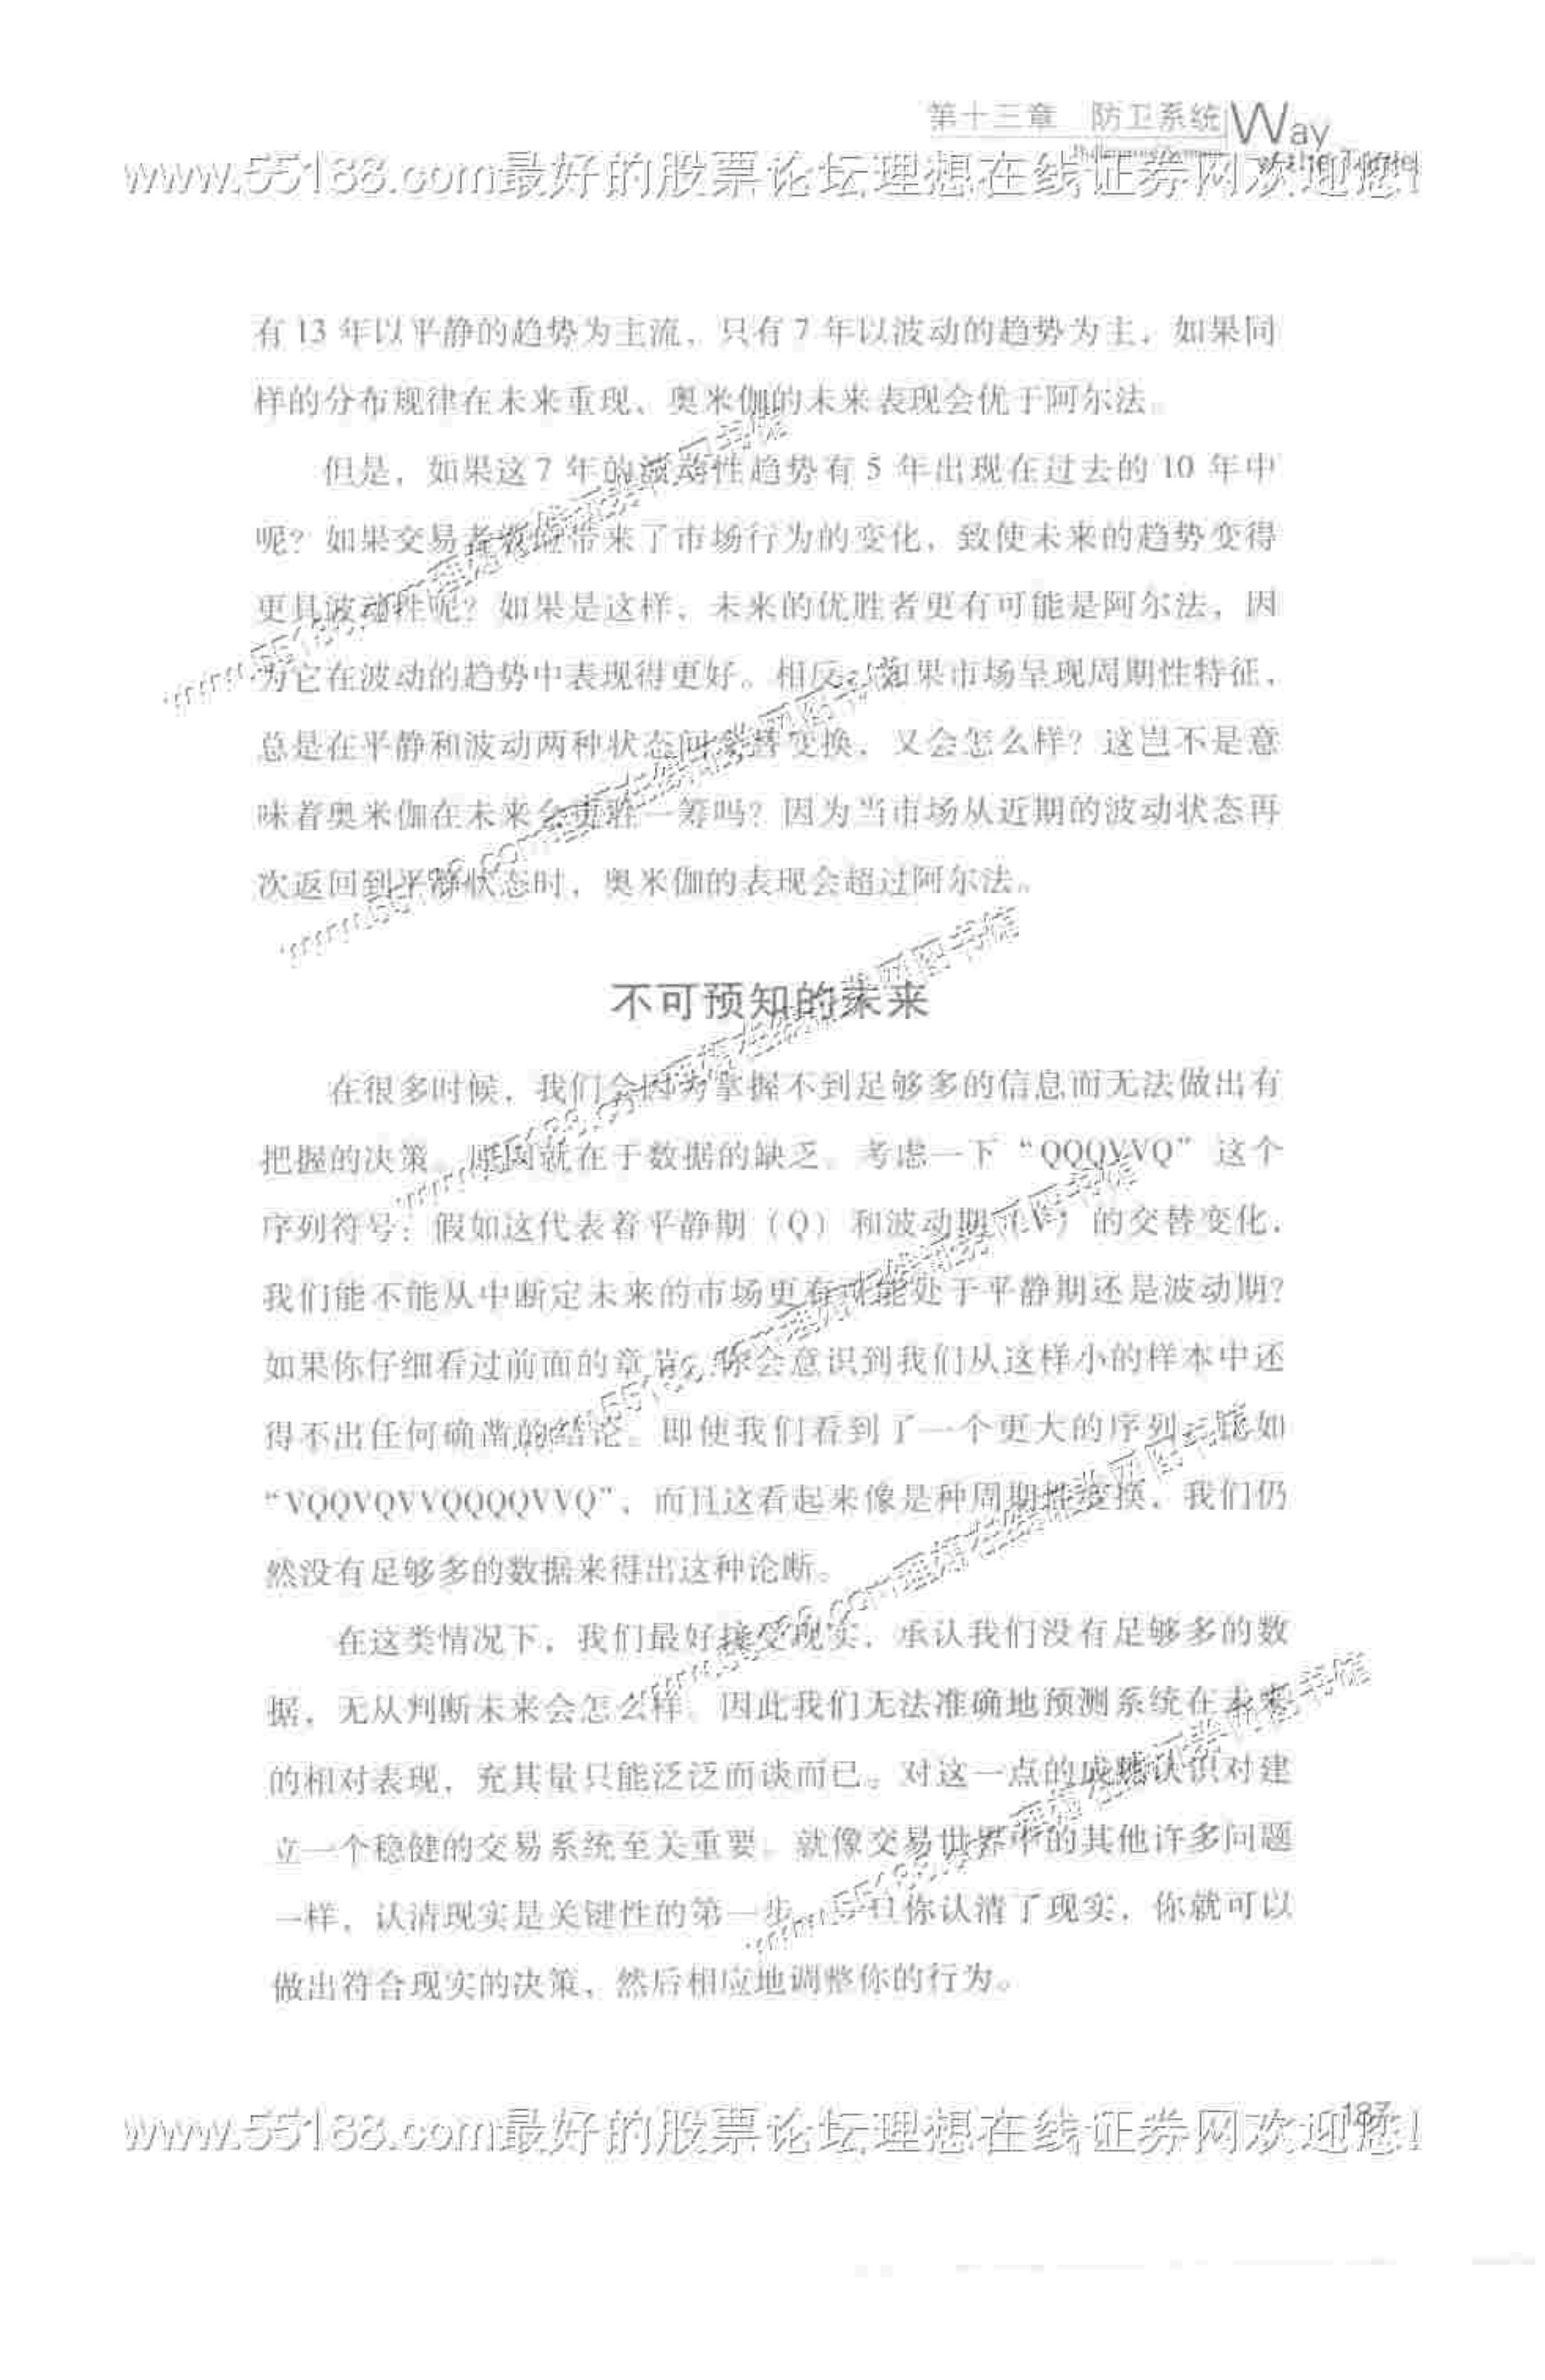 第十三章 防卫系统 Way
www.55188.com最好的股票论坛理想在线证券网欢迎您!
有 13 年以平静的趋势为主流，只有 7 年以波动的趋势为主，如果同
样的分布规律在未来重现，奥米伽的未来表现会优于阿尔法。
但是，如果这 7 年的波动性趋势有 5 年出现在过去的 10 年中
呢？如果交易者效应带来了市场行为的变化，致使未来的趋势变得
更具波动性呢？如果是这样，未来的优胜者更有可能是阿尔法，因
为它在波动的趋势中表现得更好。相反，如果市场呈现周期性特征，
总是在平静和波动两种状态间交替变换，又会怎么样？这岂不是意
味着奥米伽在未来会更胜一筹吗？因为当市场从近期的波动状态再
次返回到平静状态时，奥米伽的表现会超过阿尔法。
不可预知的未来
在很多时候，我们会因为掌握不到足够多的信息而无法做出有
把握的决策。原因就在于数据的缺乏。考虑一下“QQQVVQ”这个
序列符号：假如这代表着平静期（Q）和波动期（V）的交替变化，
我们能不能从中断定未来的市场更有可能处于平静期还是波动期？
如果你仔细看过前面的章节，你会意识到我们从这样小的样本中还
得不出任何确凿的结论。即使我们看到了一个更大的序列，比如
“VQQVQVVQQQQVVQ”，而且这看起来像是种周期性变换，我们仍
然没有足够多的数据来得出这种论断。
在这类情况下，我们最好接受现实，承认我们没有足够多的数
据，无从判断未来会怎么样。因此我们无法准确地预测系统在未来
的相对表现，充其量只能泛泛而谈而已。对这一点的成熟认识对建
立一个稳健的交易系统至关重要。就像交易世界中的其他许多问题
一样，认清现实是关键性的第一步。一旦你认清了现实，你就可以
做出符合现实的决策，然后相应地调整你的行为。
187
www.55188.com最好的股票论坛理想在线证券网欢迎您!